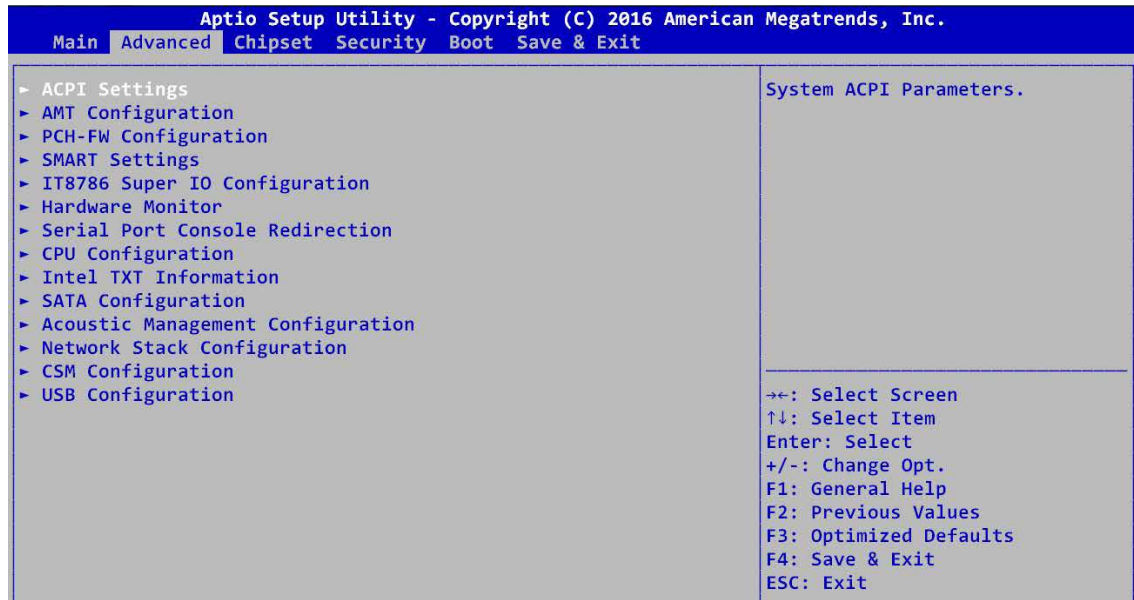 Aptio Setup Utility - Copyright (C) 2016 American Megatrends, Inc.
Main Advanced Chipset Security Boot Save & Exit
► ACPI Settings
► AMT Configuration
► PCH-FW Configuration
► SMART Settings
► IT8786 Super IO Configuration
► Hardware Monitor
► Serial Port Console Redirection
► CPU Configuration
► Intel TXT Information
► SATA Configuration
► Acoustic Management Configuration
► Network Stack Configuration
► CSM Configuration
► USB Configuration
System ACPI Parameters.
→←: Select Screen
↑↓: Select Item
Enter: Select
+/-: Change Opt.
F1: General Help
F2: Previous Values
F3: Optimized Defaults
F4: Save & Exit
ESC: Exit